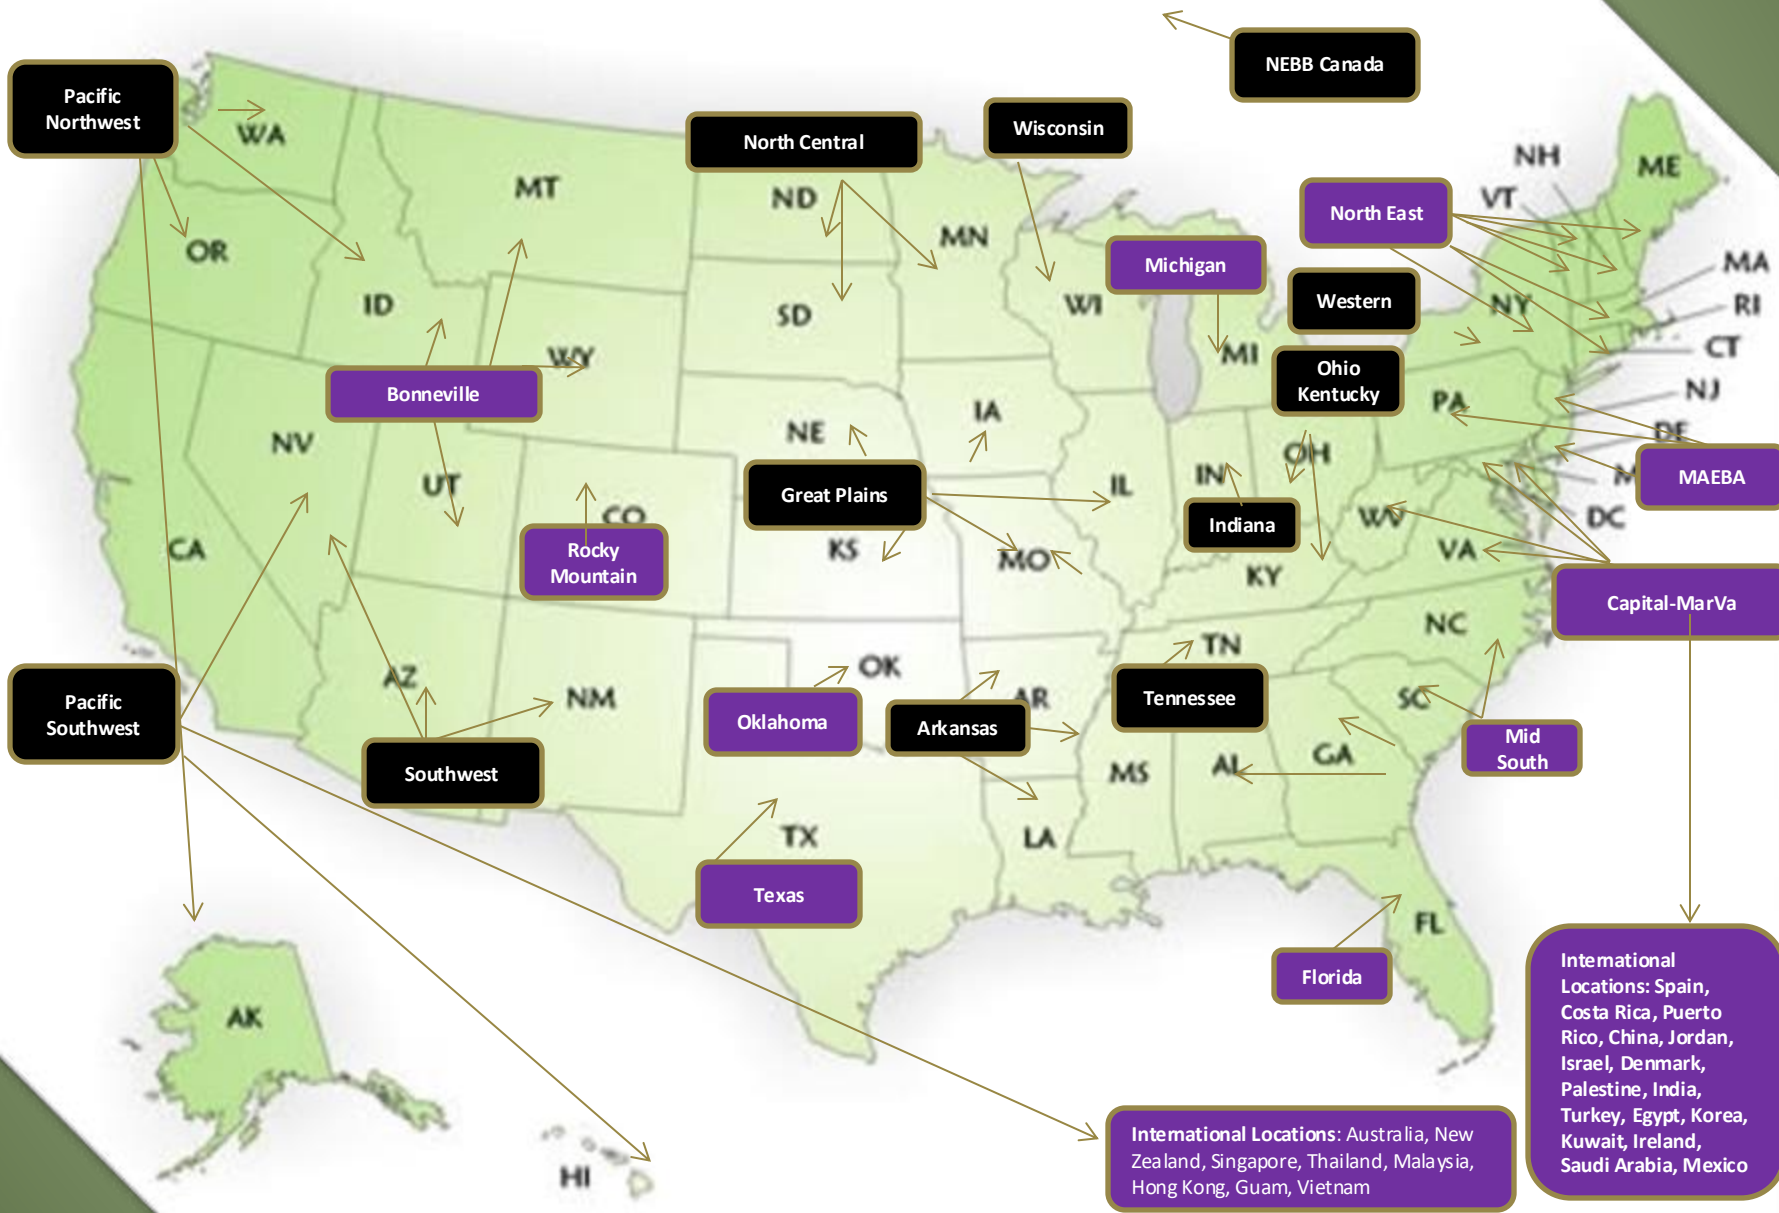 NEBB Canada
Pacific
Northwest
WA
North Central
Wisconsin
NH
ME
MT
ND
VT
North East
MN
OR
Michigan
MA
ID
Western
WI
NY
RI
SD
WY
MI
CT
Ohio
Kentucky
Bonneville
PA
NJ
IA
NV
NE
DE
OH
UT
IN
IL
MAEBA
Great Plains
M
CO
WV
DC
Indiana
CA
KS
Rocky
Mountain
MO
VA
KY
Capital-MarVa
NC
TN
OK
AZ
NM
AR
SC
Tennessee
Pacific
Southwest
Oklahoma
Arkansas
Mid
South
GA
MS
AL
Southwest
TX
LA
Texas
FL
Florida
International
Locations: Spain,
Costa Rica, Puerto
Rico, China, Jordan,
Israel, Denmark,
Palestine, India,
Turkey, Egypt, Korea,
Kuwait, Ireland,
Saudi Arabia, Mexico
AK
International Locations: Australia, New
Zealand, Singapore, Thailand, Malaysia,
Hong Kong, Guam, Vietnam
HI